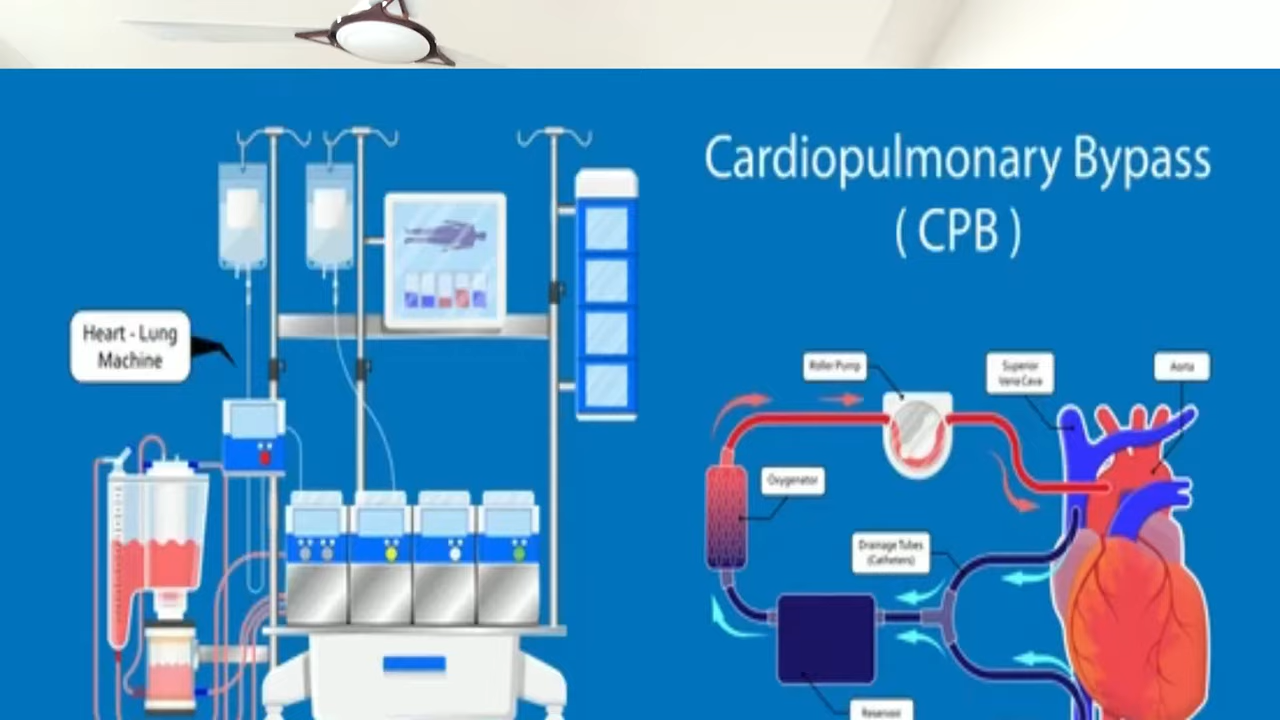 Cardiopulmonary Bypass
( CPB )
Heart - Lung
Machine
Roller Pump
Superior
Vena Cava
Aorta
Oxygenator
Drainage Tubes
(Catheters)
Reservoir